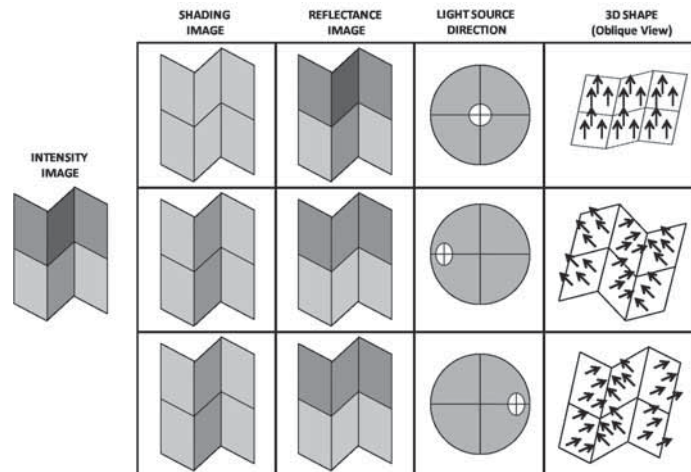 SHADING
IMAGE
REFLECTANCE
IMAGE
LIGHT SOURCE
DIRECTION
3D SHAPE
(Oblique View)
INTENSITY
IMAGE